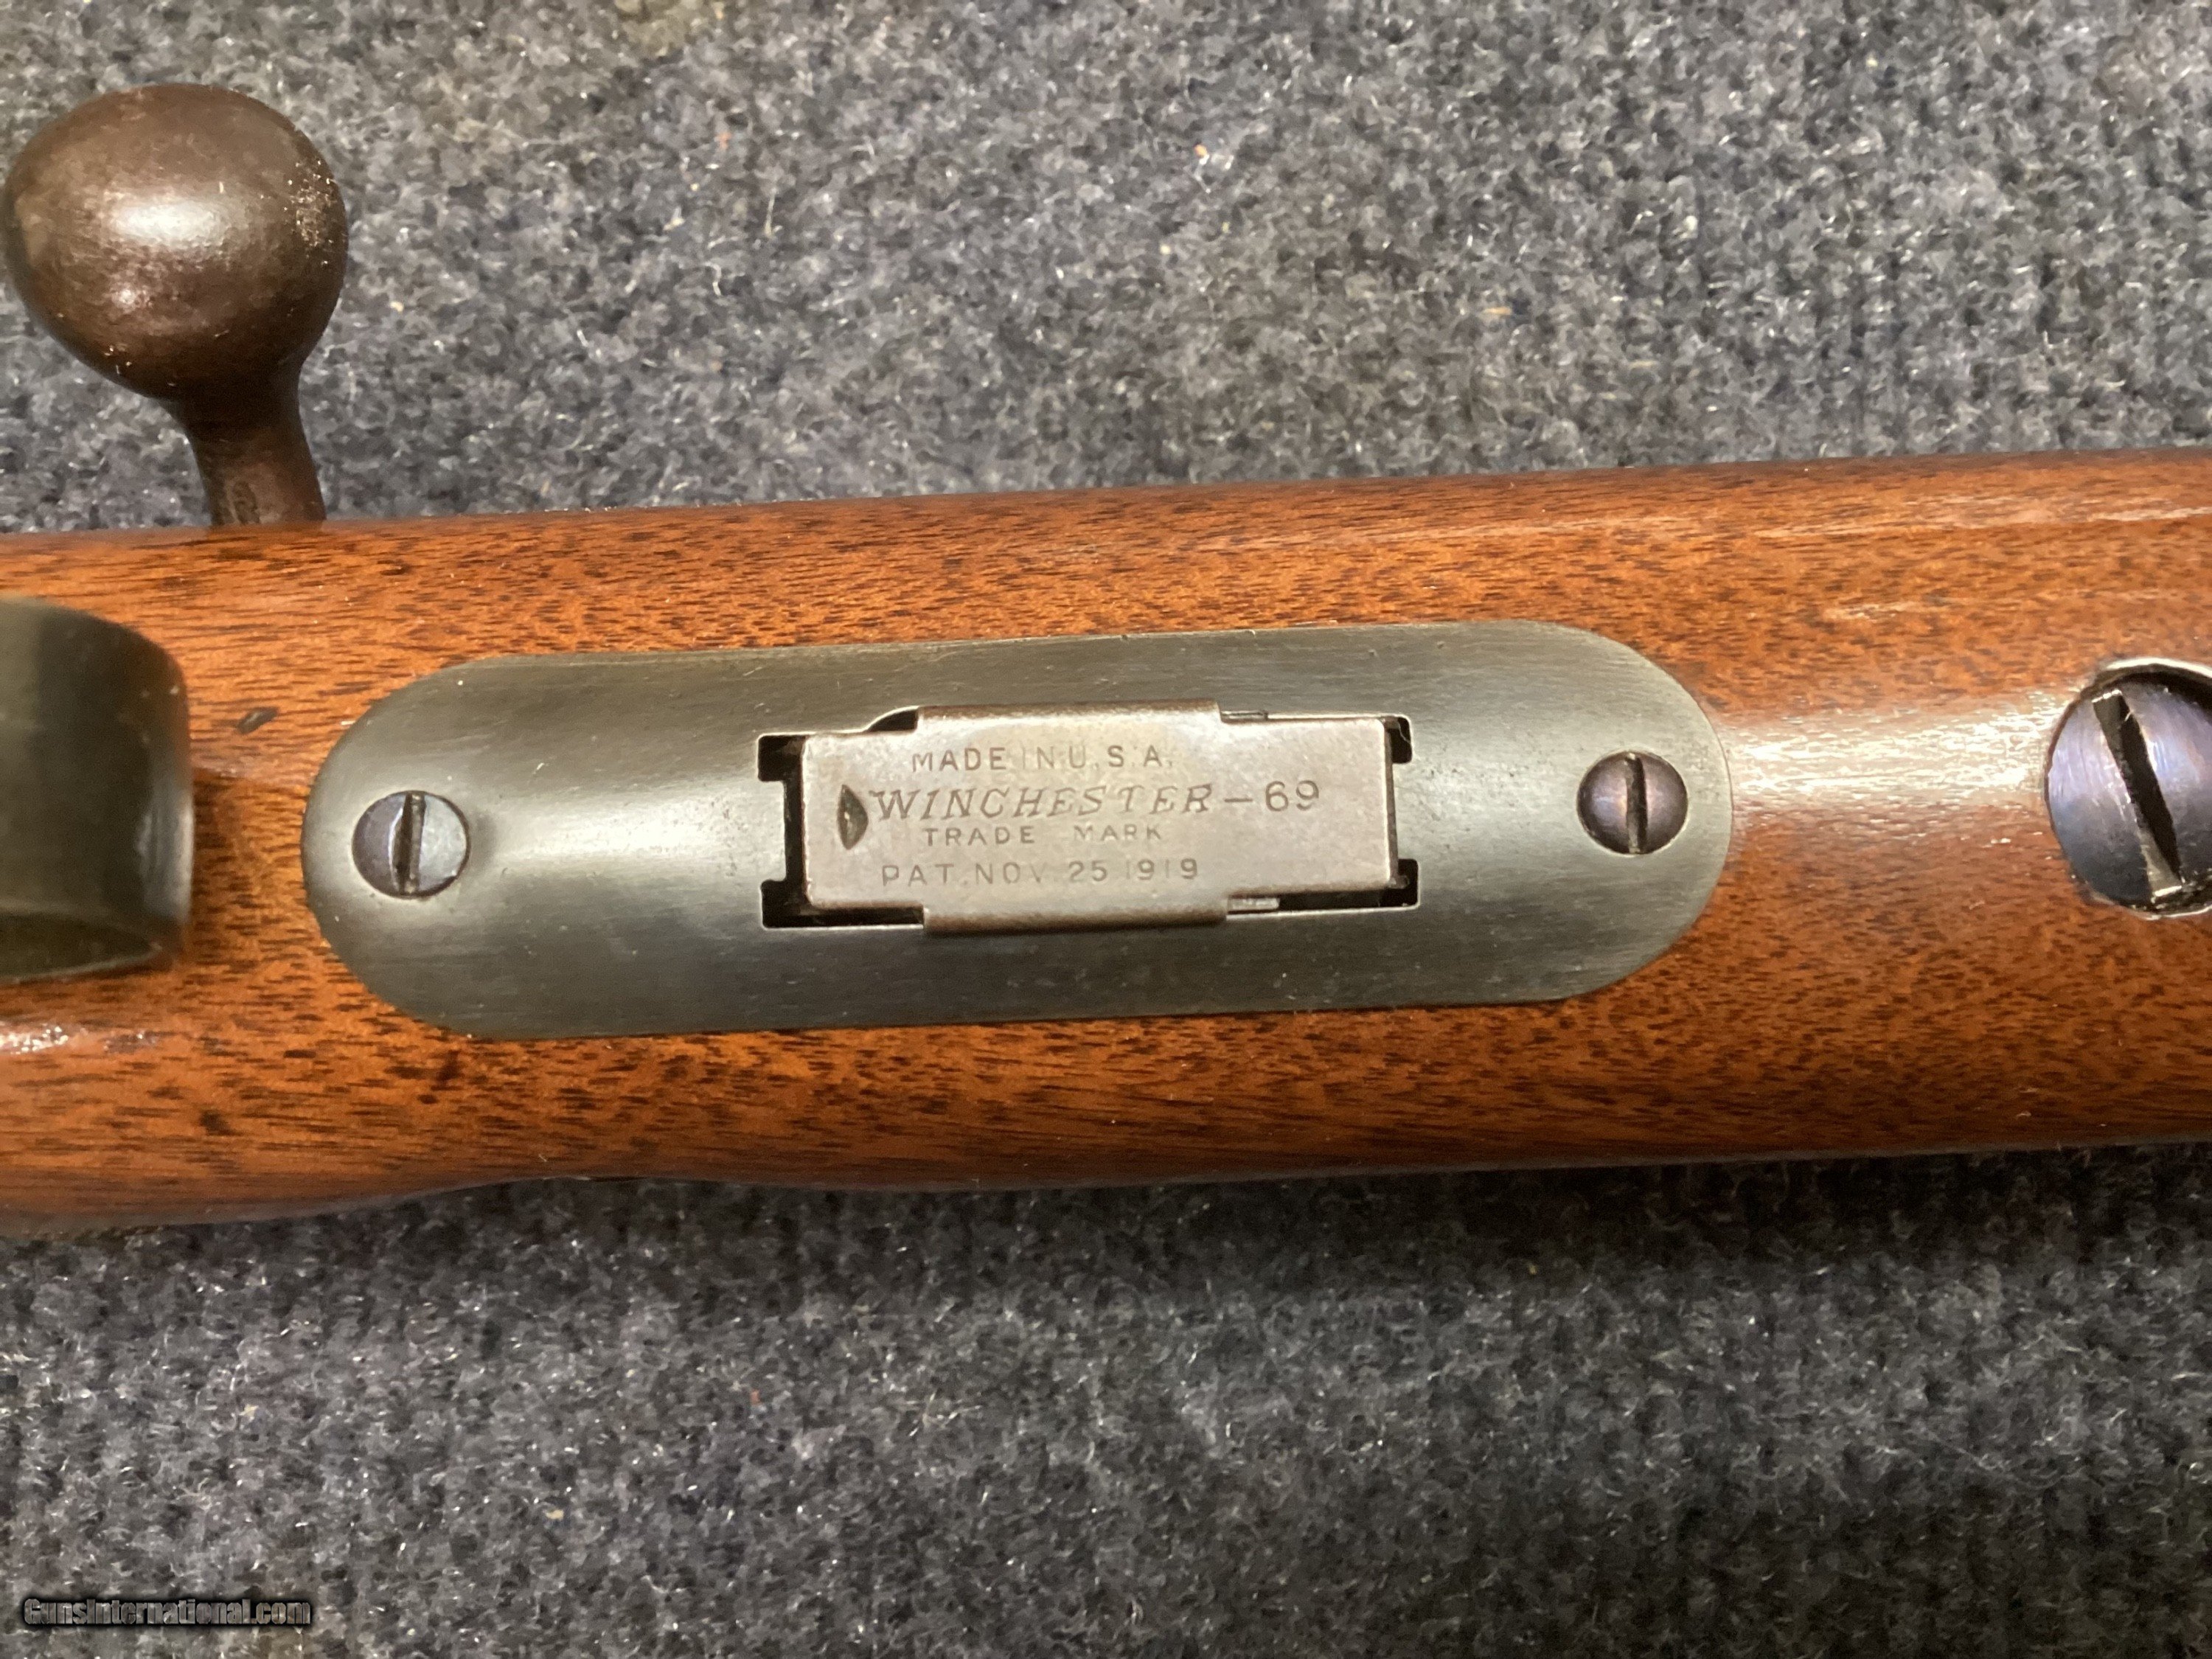 MADE IN U.S.A.
WINCHESTER-69
TRADE MARK
PAT. NOV. 25 1919
GunsInternational.com